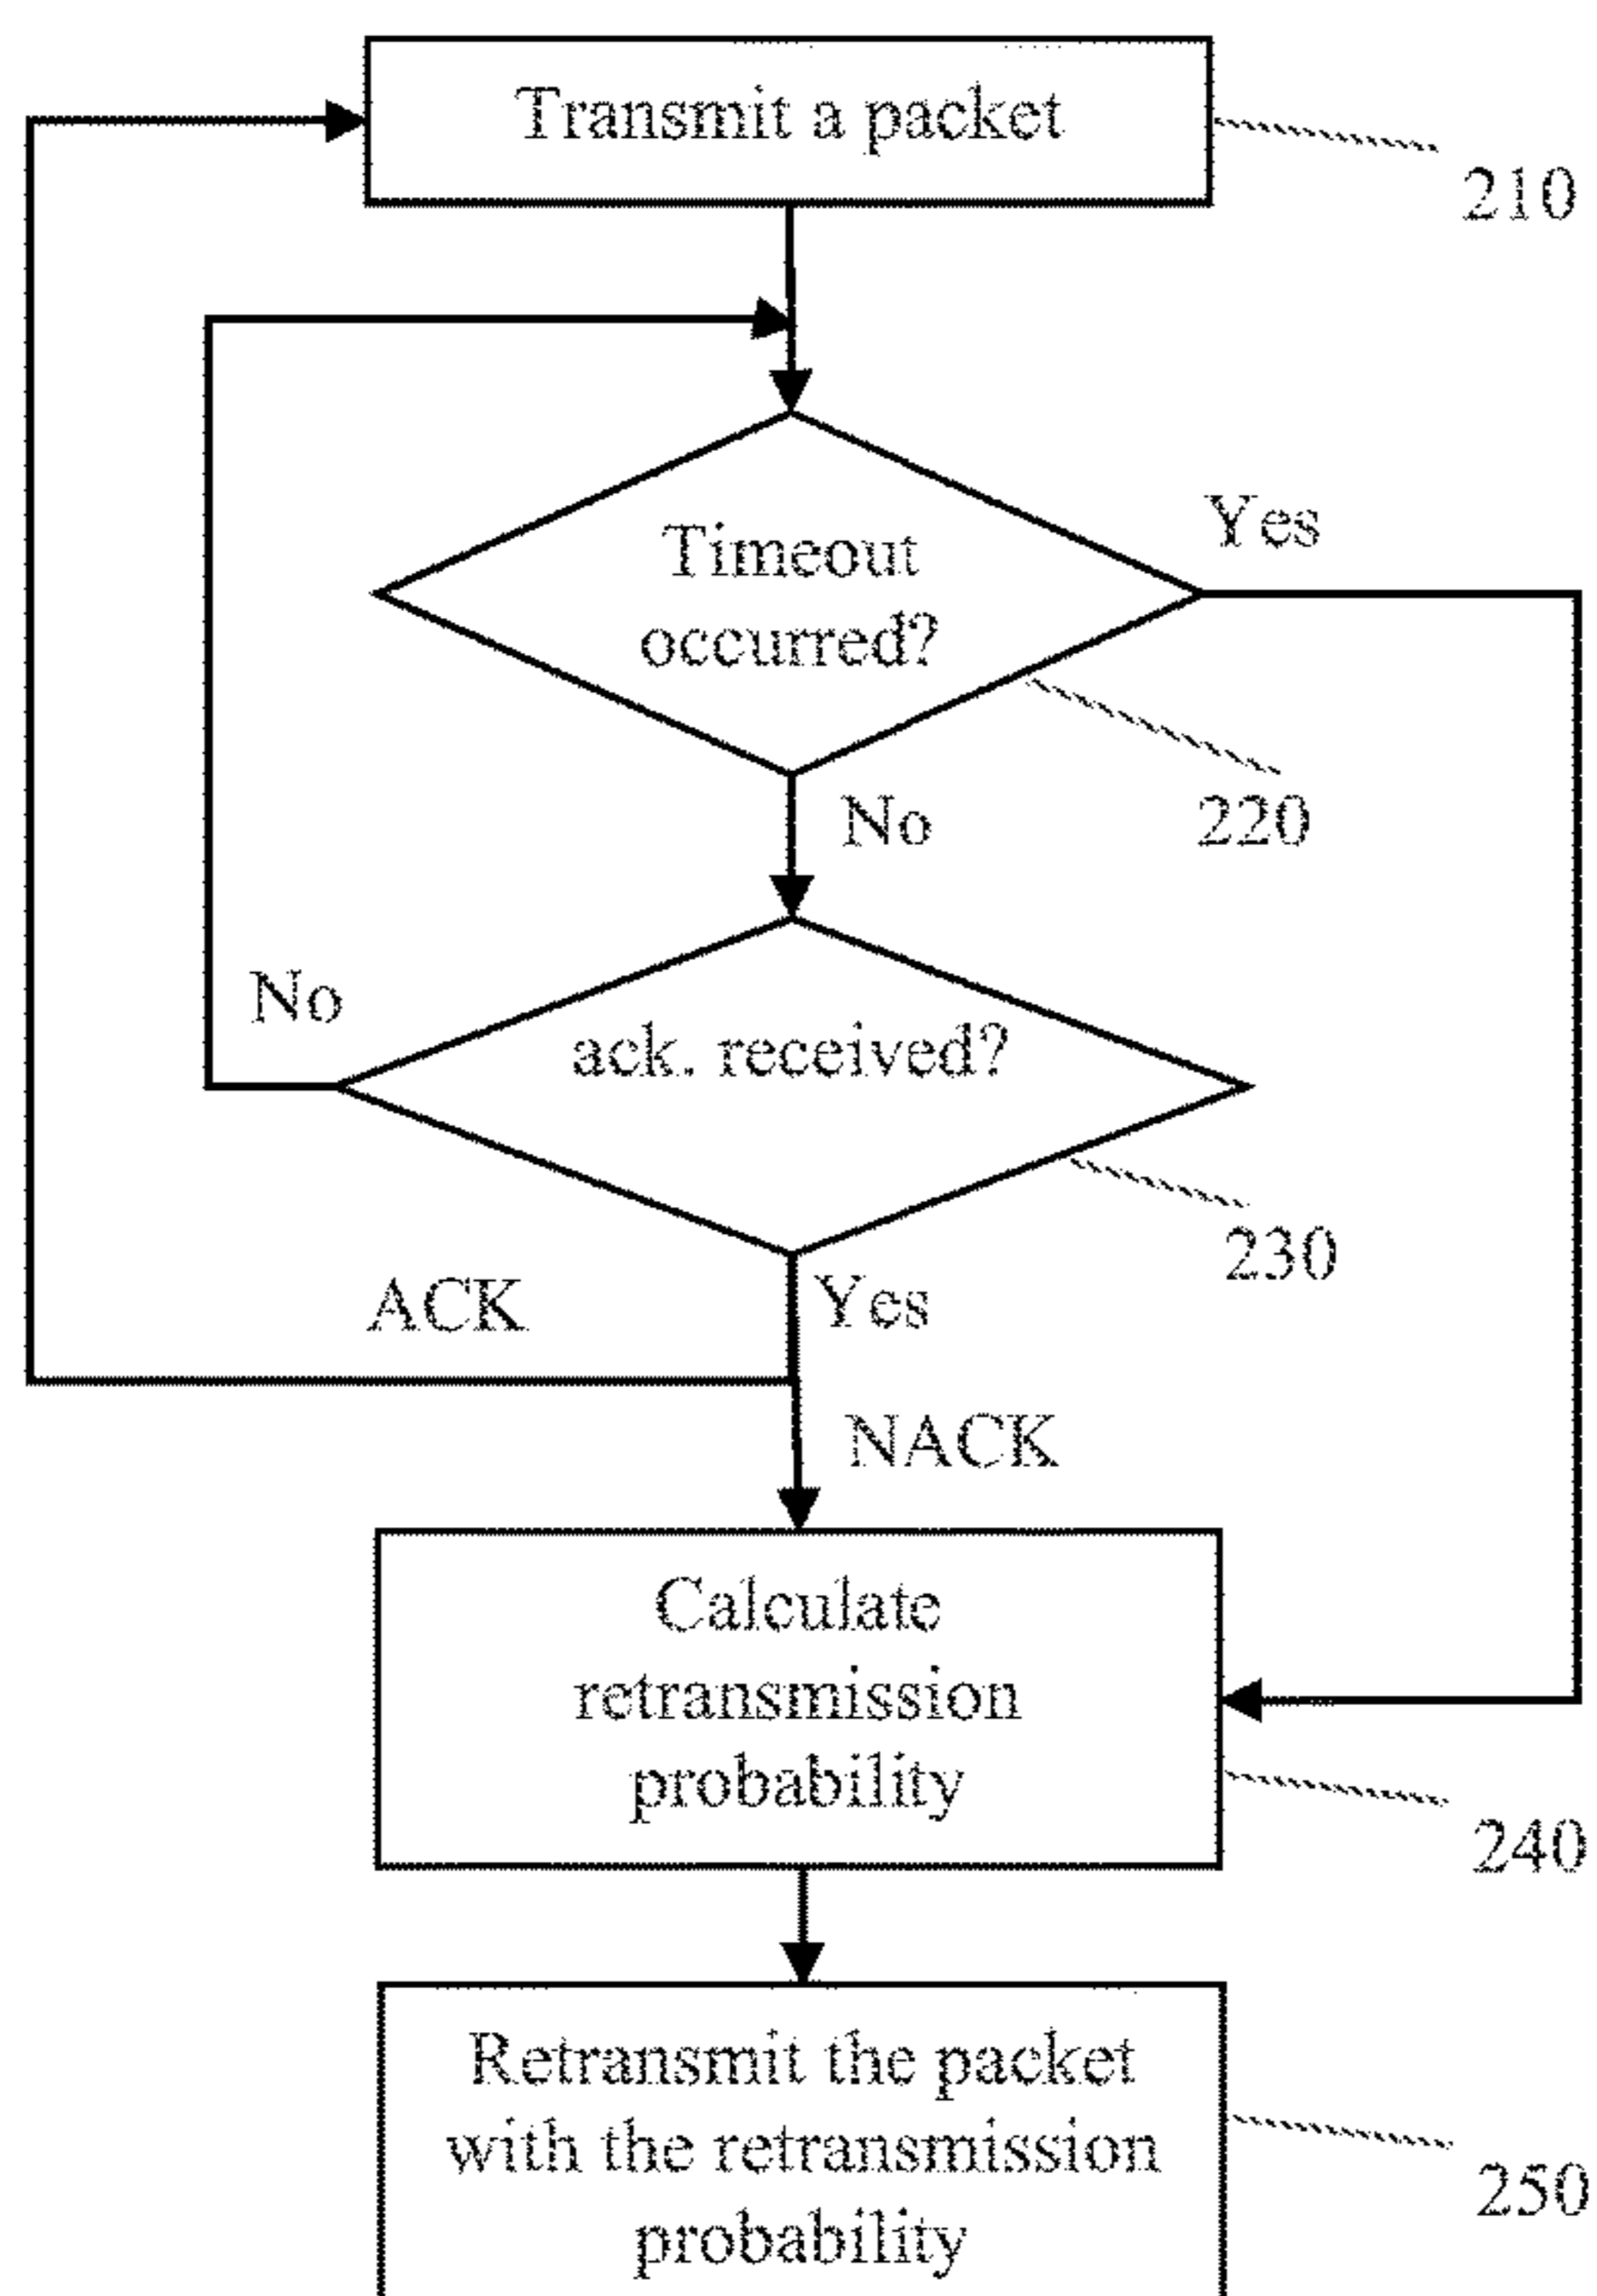 Transmit a packet
210
Timeout
occurred?
Yes
220
No
ack. received?
No
230
ACK
Yes
NACK
Calculate
retransmission
probability
240
Retransmit the packet
with the retransmission
probability
250